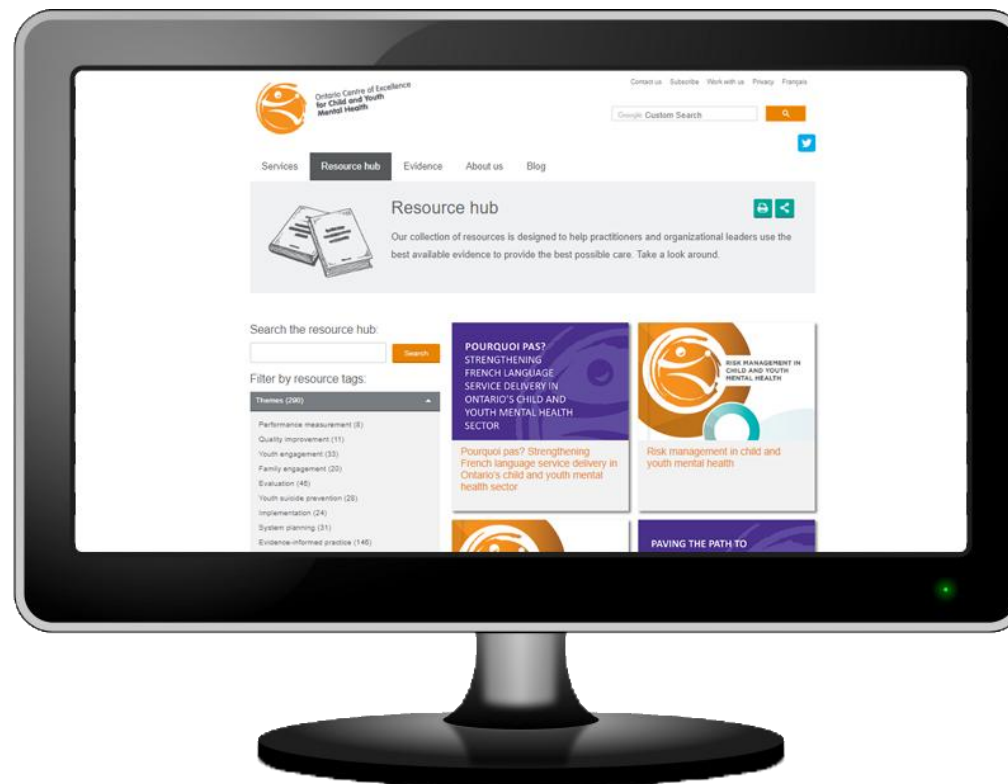 Ontario Centre of Excellence
for Child and Youth
Mental Health
Contact us Subscribe Work with us Privacy Français
Google Custom Search
Services Resource hub Evidence About us Blog
Resource hub
Our collection of resources is designed to help practitioners and organizational leaders use the
best available evidence to provide the best possible care. Take a look around.
Search the resource hub:
Search
Filter by resource tags:
Themes (290)
Performance measurement (8)
Quality improvement (11)
Youth engagement (33)
Family engagement (20)
Evaluation (46)
Youth suicide prevention (28)
Implementation (24)
System planning (31)
Evidence-informed practice (146)
POURQUOI PAS?
STRENGTHENING
FRENCH LANGUAGE
SERVICE DELIVERY IN
ONTARIO'S CHILD AND
YOUTH MENTAL HEALTH
SECTOR
Pourquoi pas? Strengthening
French language service delivery in
Ontario's child and youth mental
health sector
RISK MANAGEMENT IN
CHILD AND YOUTH
MENTAL HEALTH
Risk management in child and
youth mental health
PAVING THE PATH TO